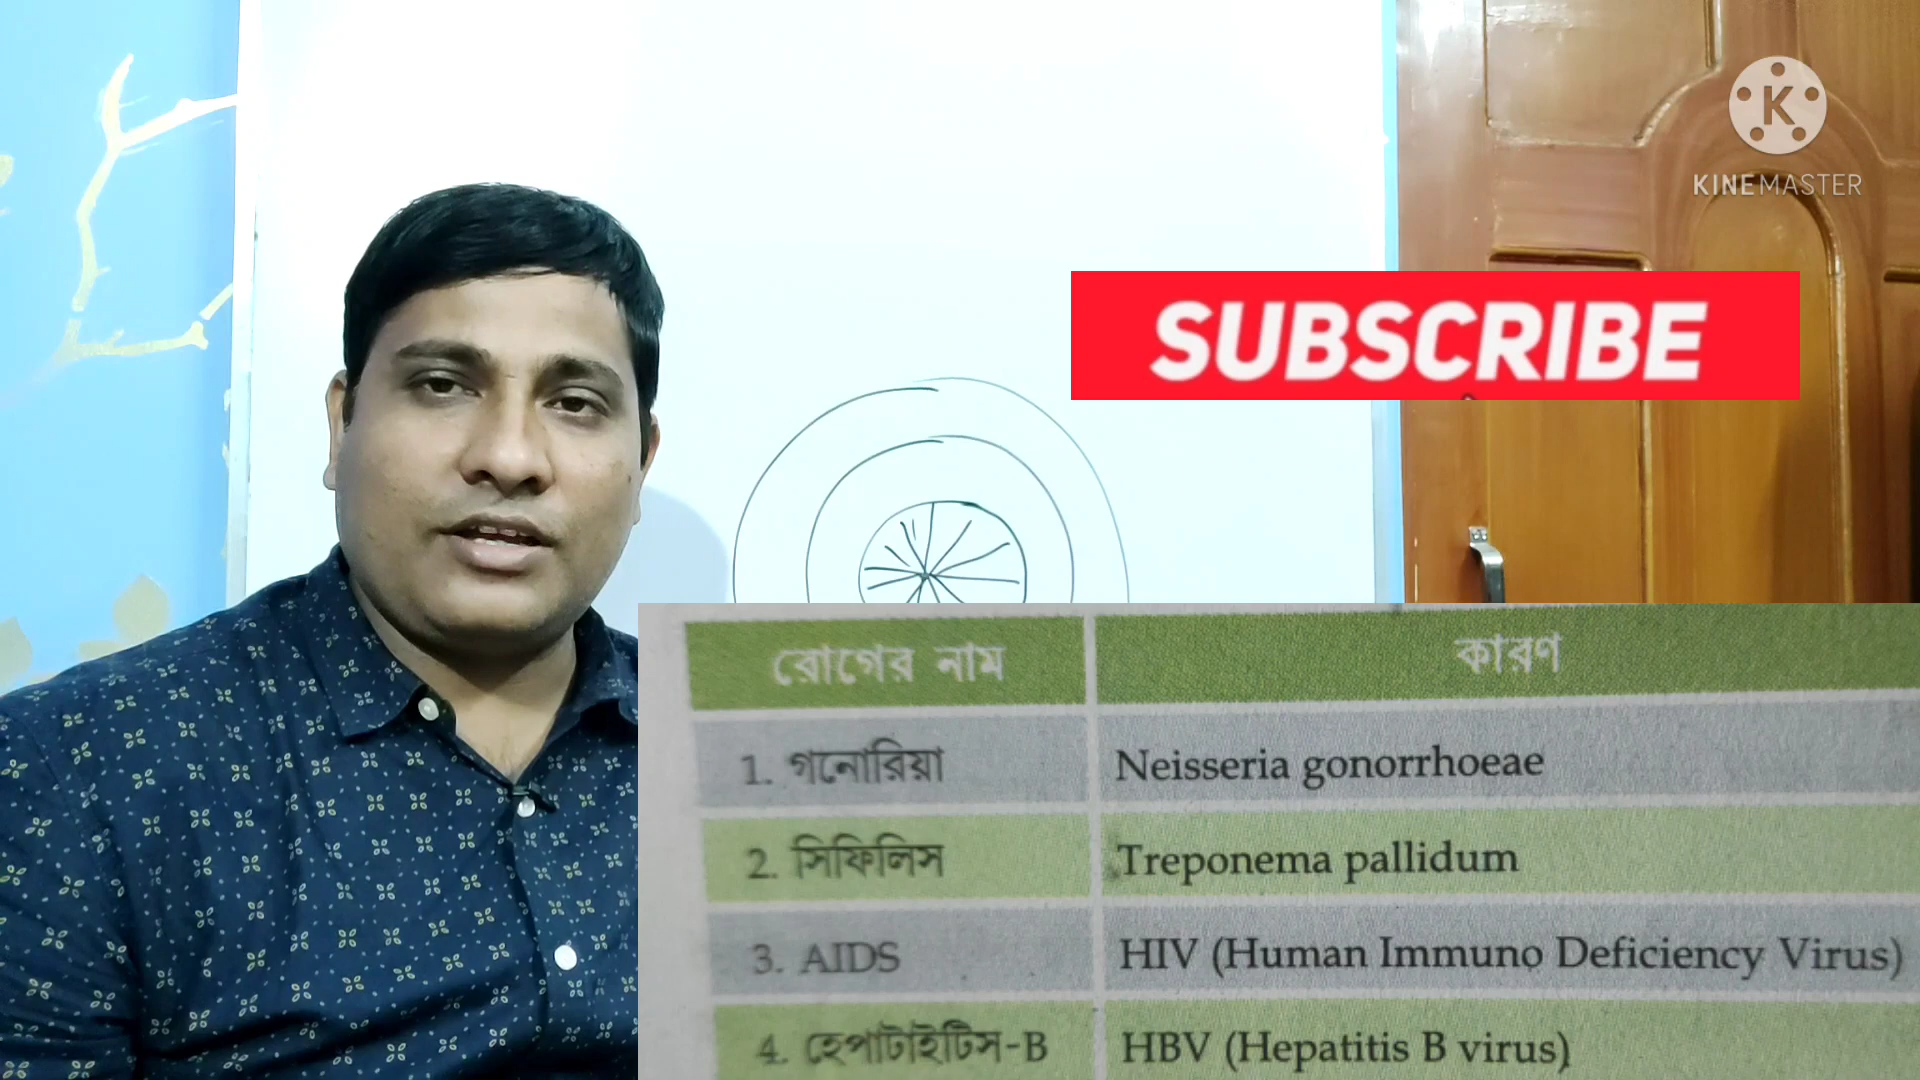 K
KINEMASTER
SUBSCRIBE
রোগের নাম
কারণ
1. গনোরিয়া
Neisseria gonorrhoeae
2. সিফিলিস
Treponema pallidum
3. AIDS
HIV (Human Immuno Deficiency Virus)
4. হেপাটাইটিস-B
HBV (Hepatitis B virus)